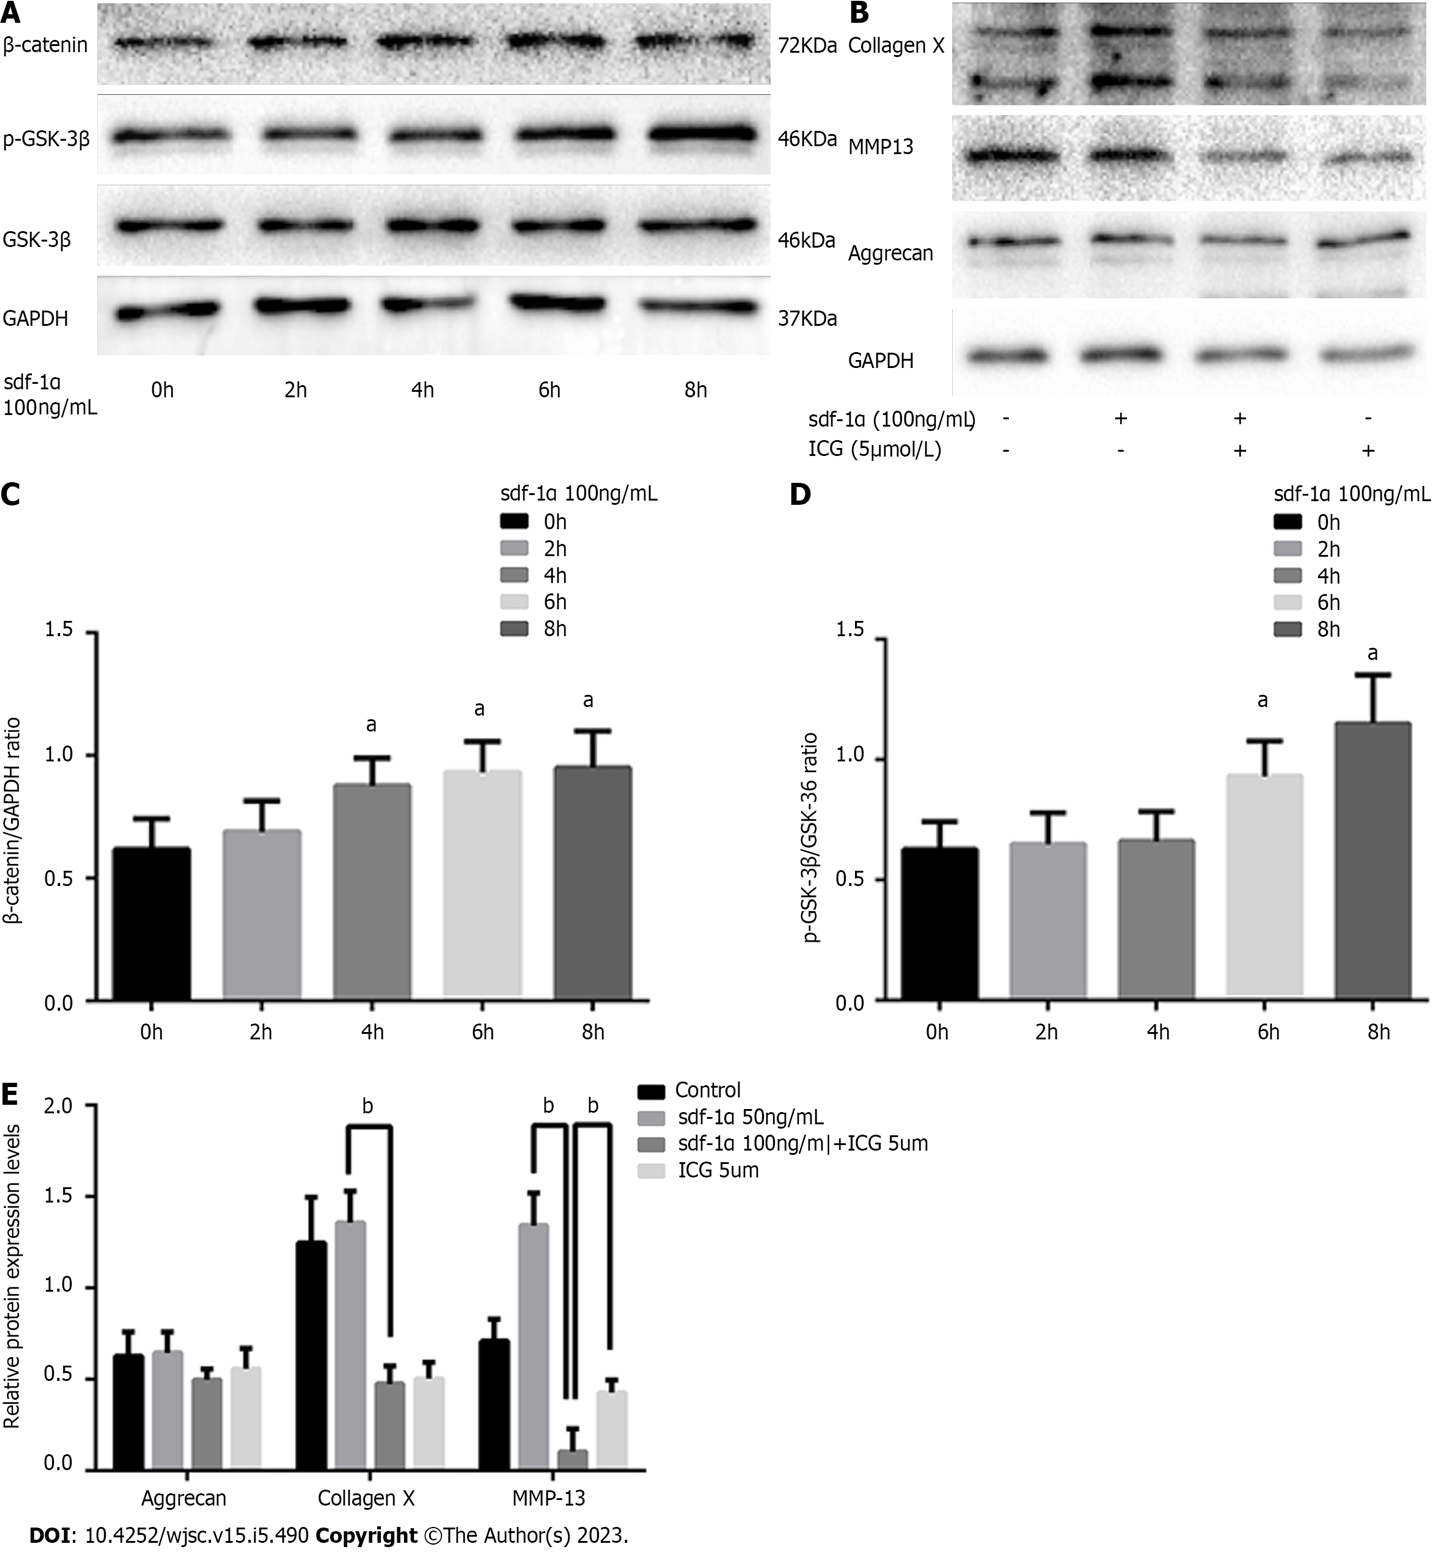 A
β-catenin 72KDa
p-GSK-3β 46KDa
GSK-3β 46kDa
GAPDH 37KDa
sdf-1α
100ng/mL
0h 2h 4h 6h 8h
B
Collagen X
MMP13
Aggrecan
GAPDH
sdf-1α (100ng/mL) - + + -
ICG (5μmol/L) - - + +
C
sdf-1α 100ng/mL
0h
2h
4h
6h
8h
β-catenin/GAPDH ratio
1.5
1.0
0.5
0.0
a a a
0h 2h 4h 6h 8h
D
sdf-1α 100ng/mL
0h
2h
4h
6h
8h
p-GSK-3β/GSK-36 ratio
1.5
1.0
0.5
0.0
a a
0h 2h 4h 6h 8h
E
Relative protein expression levels
2.0
1.5
1.0
0.5
0.0
b b b
Control
sdf-1α 50ng/mL
sdf-1α 100ng/m|+ICG 5um
ICG 5um
Aggrecan Collagen X MMP-13
DOI: 10.4252/wjsc.v15.i5.490 Copyright ©The Author(s) 2023.